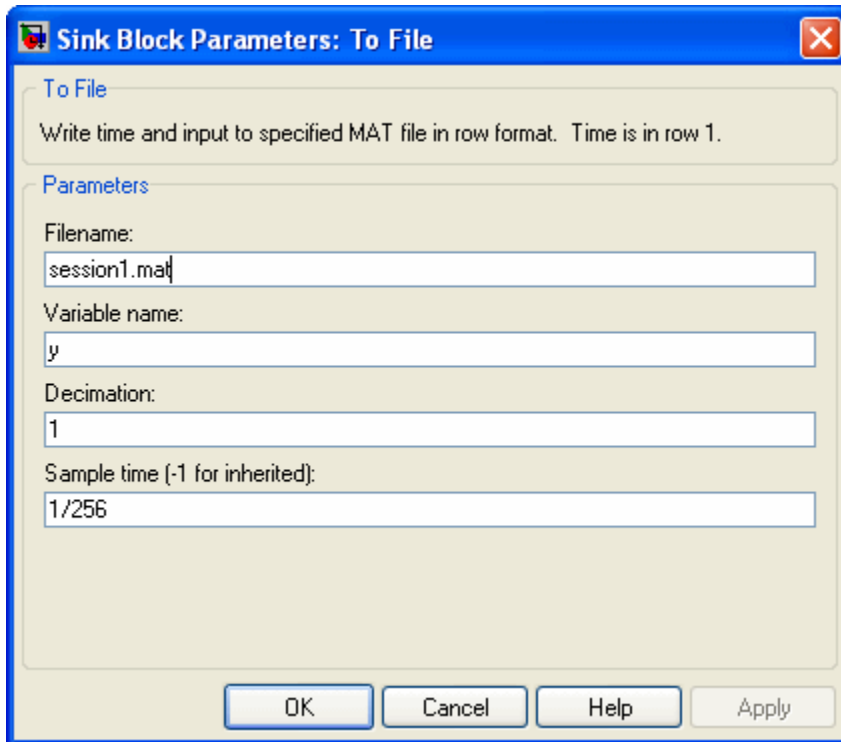 Sink Block Parameters: To File
To File
Write time and input to specified MAT file in row format.  Time is in row 1.
Parameters
Filename:
session1.mat
Variable name:
y
Decimation:
1
Sample time (-1 for inherited):
1/256
OK Cancel Help Apply